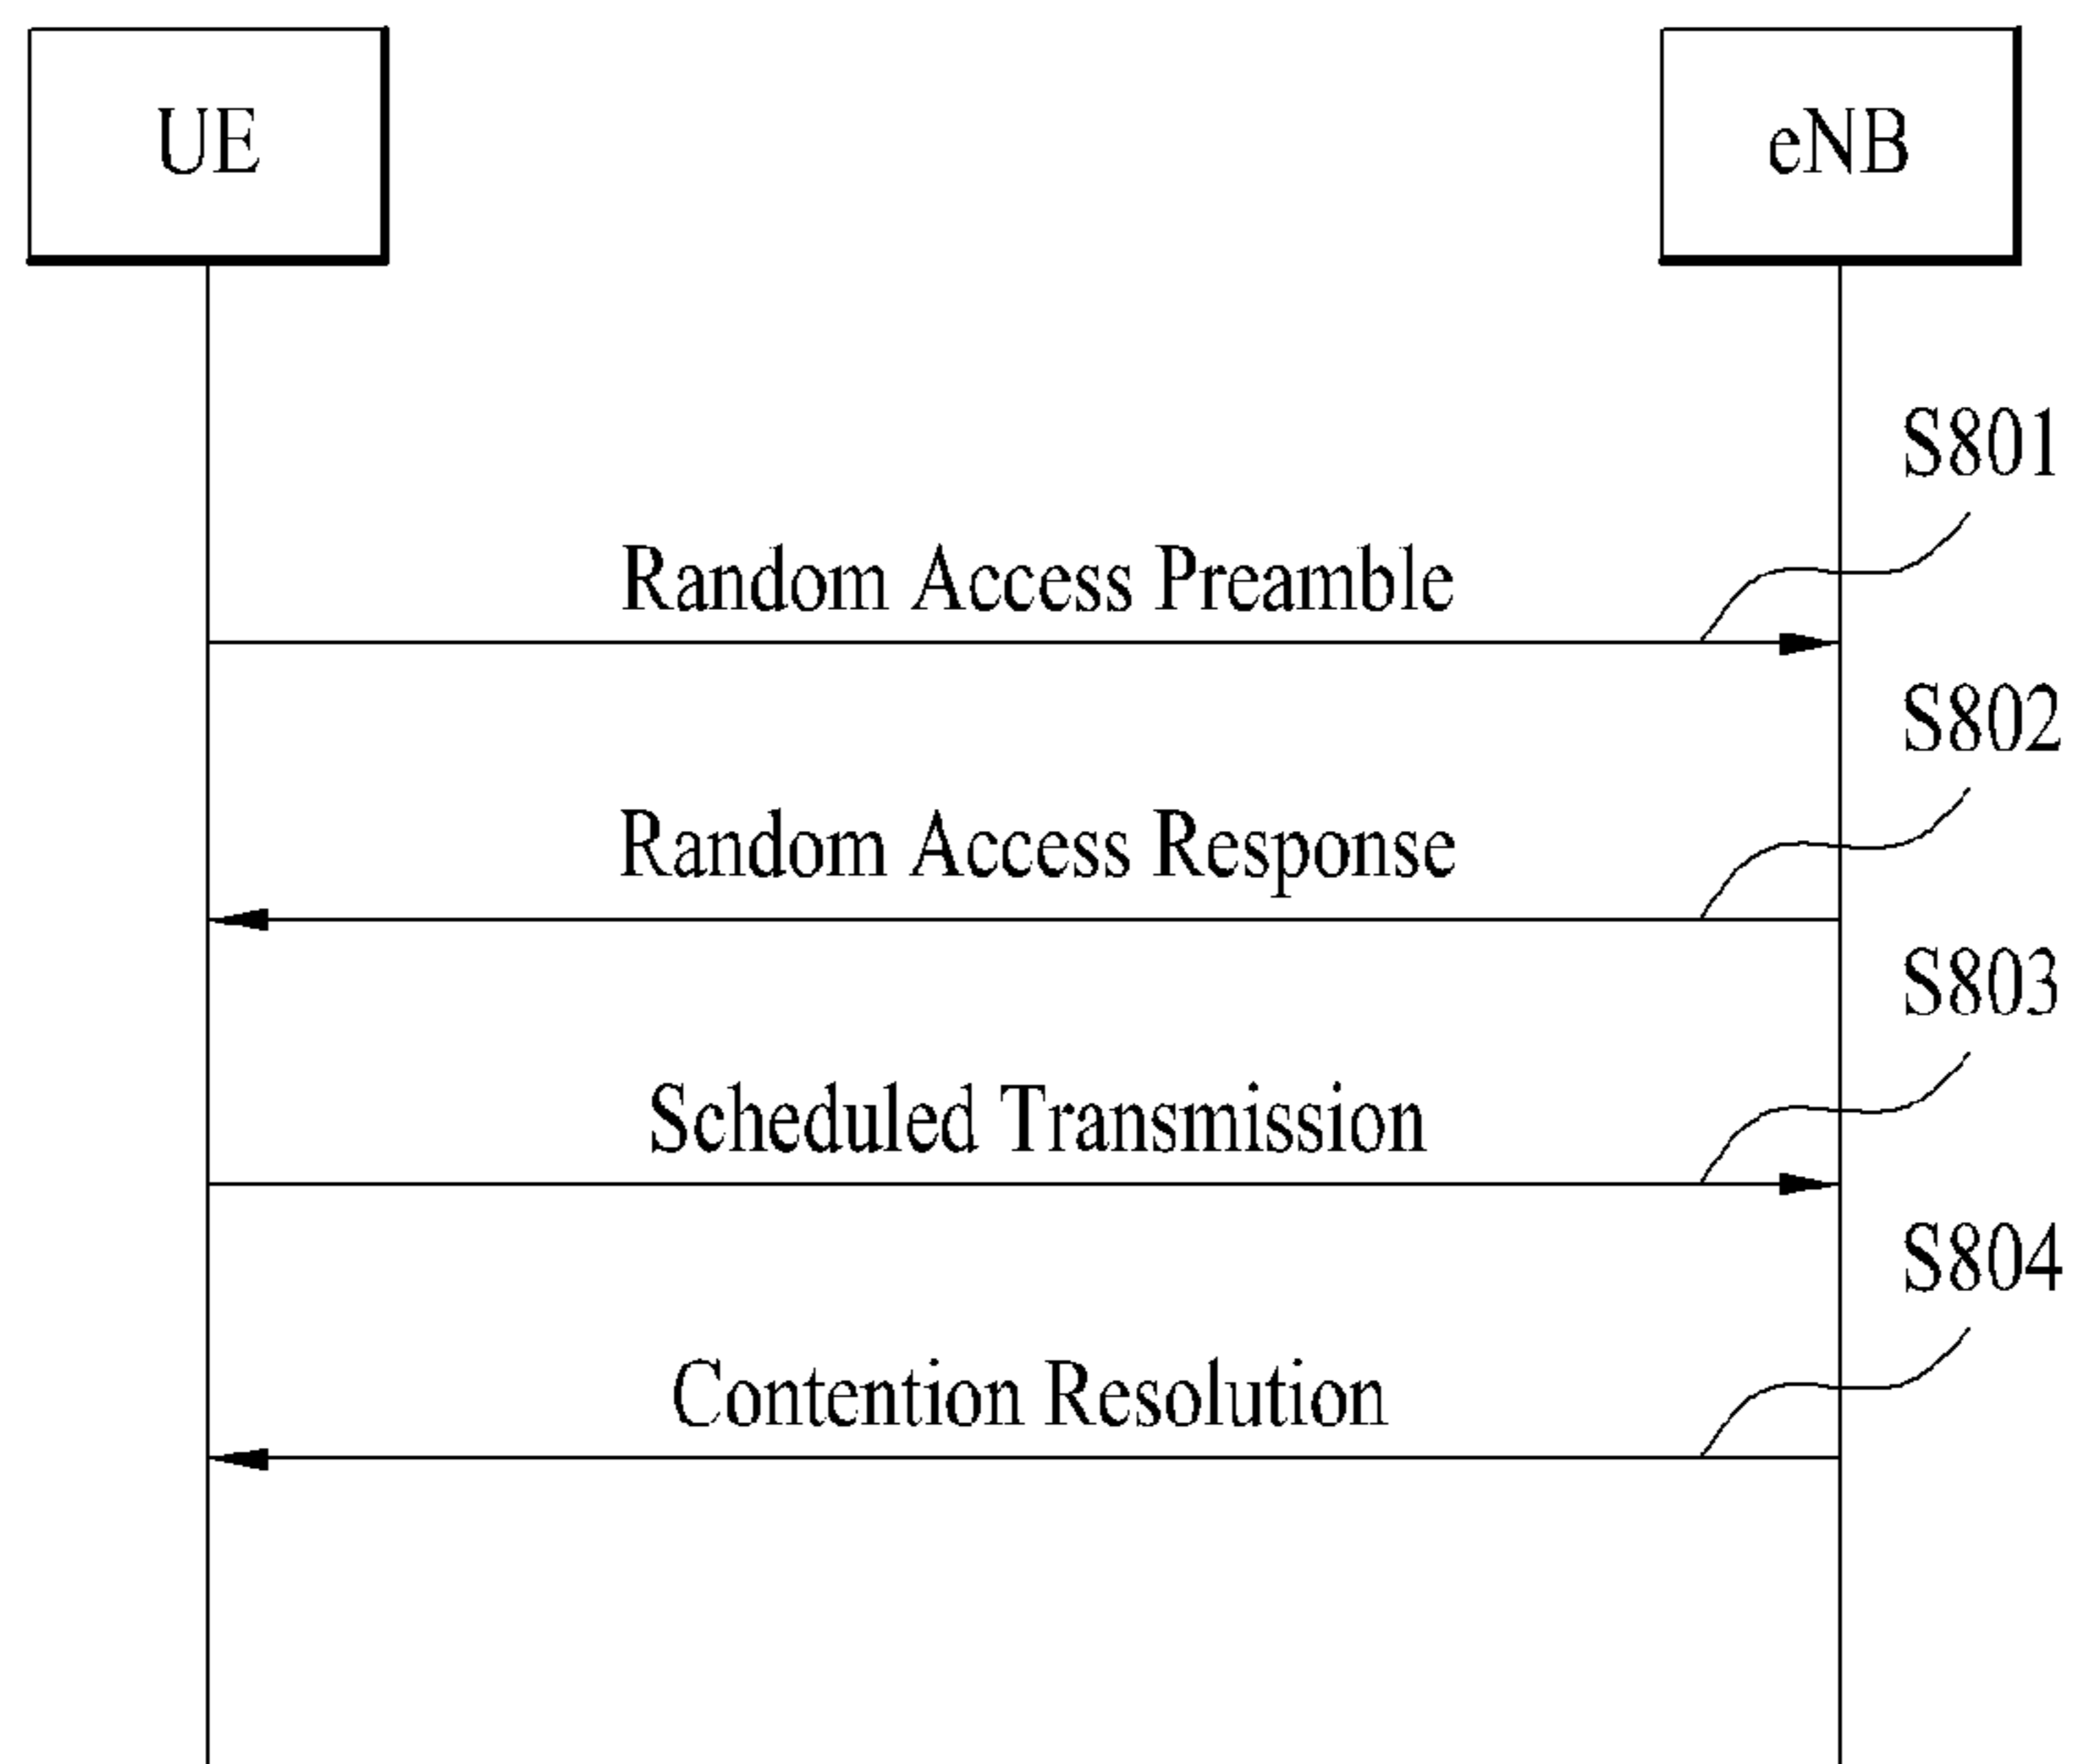 UE
eNB
S801
Random Access Preamble
S802
Random Access Response
S803
Scheduled Transmission
S804
Contention Resolution